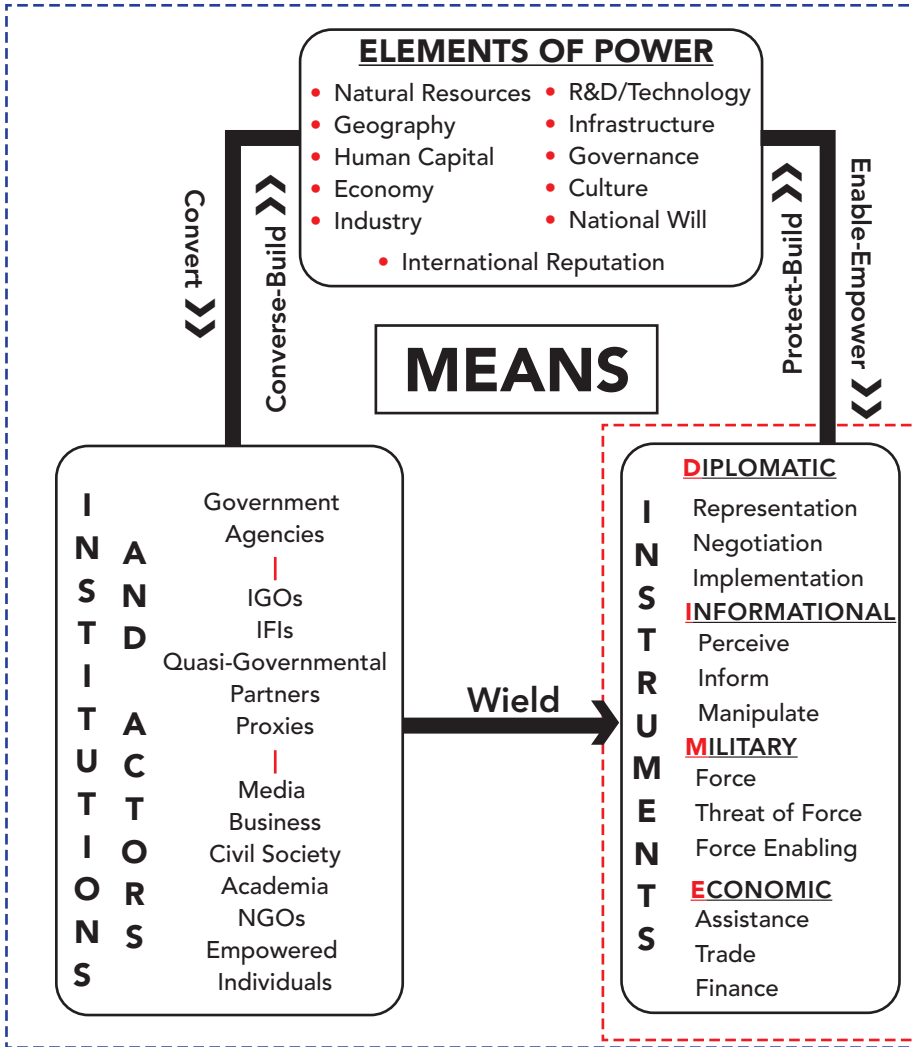 ELEMENTS OF POWER
• Natural Resources
• Geography
• Human Capital
• Economy
• Industry
• R&D/Technology
• Infrastructure
• Governance
• Culture
• National Will
• International Reputation
Convert
Converse-Build
Protect-Build
Enable-Empower
MEANS
INSTITUTIONS
AND ACTORS
Government
Agencies
IGOs
IFIs
Quasi-Governmental
Partners
Proxies
Media
Business
Civil Society
Academia
NGOs
Empowered
Individuals
Wield
INSTRUMENTS
DIPLOMATIC
Representation
Negotiation
Implementation
INFORMATIONAL
Perceive
Inform
Manipulate
MILITARY
Force
Threat of Force
Force Enabling
ECONOMIC
Assistance
Trade
Finance